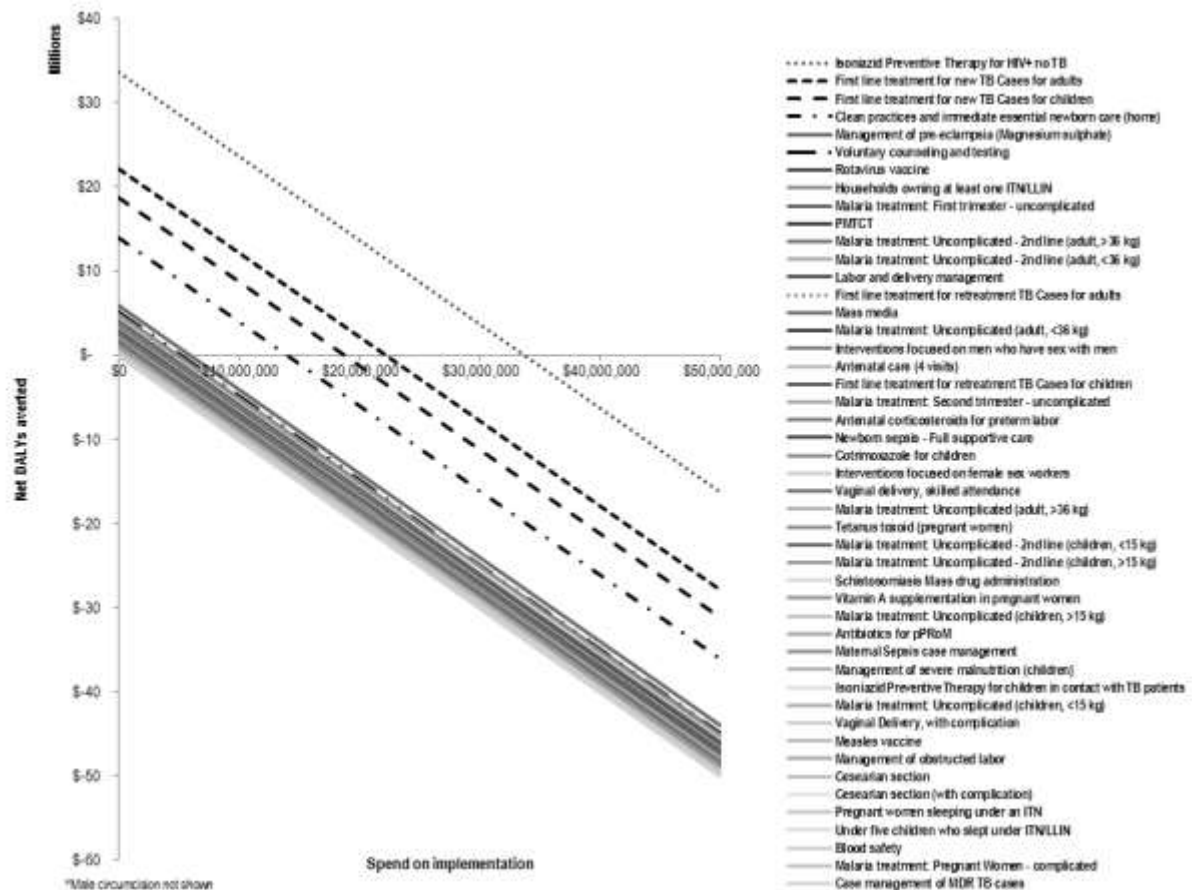 $40
Millions
$30
$20
$10
$-
$0
$10,000,000
$20,000,000
$30,000,000
$40,000,000
$50,000,000
$-10
$-20
$-30
$-40
$-50
$-60
Net DALYs averted
Spend on implementation
*Male circumcision not shown
Isoniazid Preventive Therapy for HIV+ no TB
First line treatment for new TB Cases for adults
First line treatment for new TB Cases for children
Clean practices and immediate essential newborn care (home)
Management of pre-eclampsia (Magnesium sulphate)
Voluntary counseling and testing
Rotavirus vaccine
Households owning at least one ITN/LLIN
Malaria treatment: First trimester - uncomplicated
PMTCT
Malaria treatment: Uncomplicated - 2nd line (adult, >36 kg)
Malaria treatment: Uncomplicated - 2nd line (adult, <36 kg)
Labor and delivery management
First line treatment for retreatment TB Cases for adults
Mass media
Malaria treatment: Uncomplicated (adult, <36 kg)
Interventions focused on men who have sex with men
Antenatal care (4 visits)
First line treatment for retreatment TB Cases for children
Malaria treatment: Second trimester - uncomplicated
Antenatal corticosteroids for preterm labor
Newborn sepsis - Full supportive care
Cotrimoxazole for children
Interventions focused on female sex workers
Vaginal delivery, skilled attendance
Malaria treatment: Uncomplicated (adult, >36 kg)
Tetanus toxoid (pregnant women)
Malaria treatment: Uncomplicated - 2nd line (children, <15 kg)
Malaria treatment: Uncomplicated - 2nd line (children, >15 kg)
Schistosomiasis Mass drug administration
Vitamin A supplementation in pregnant women
Malaria treatment: Uncomplicated (children, >15 kg)
Antibiotics for pPRoM
Maternal Sepsis case management
Management of severe malnutrition (children)
Isoniazid Preventive Therapy for children in contact with TB patients
Malaria treatment: Uncomplicated (children, <15 kg)
Vaginal Delivery, with complication
Measles vaccine
Management of obstructed labor
Cesearian section
Cesearian section (with complication)
Pregnant women sleeping under an ITN
Under five children who slept under ITN/LLIN
Blood safety
Malaria treatment: Pregnant Women - complicated
Case management of MDR TB cases